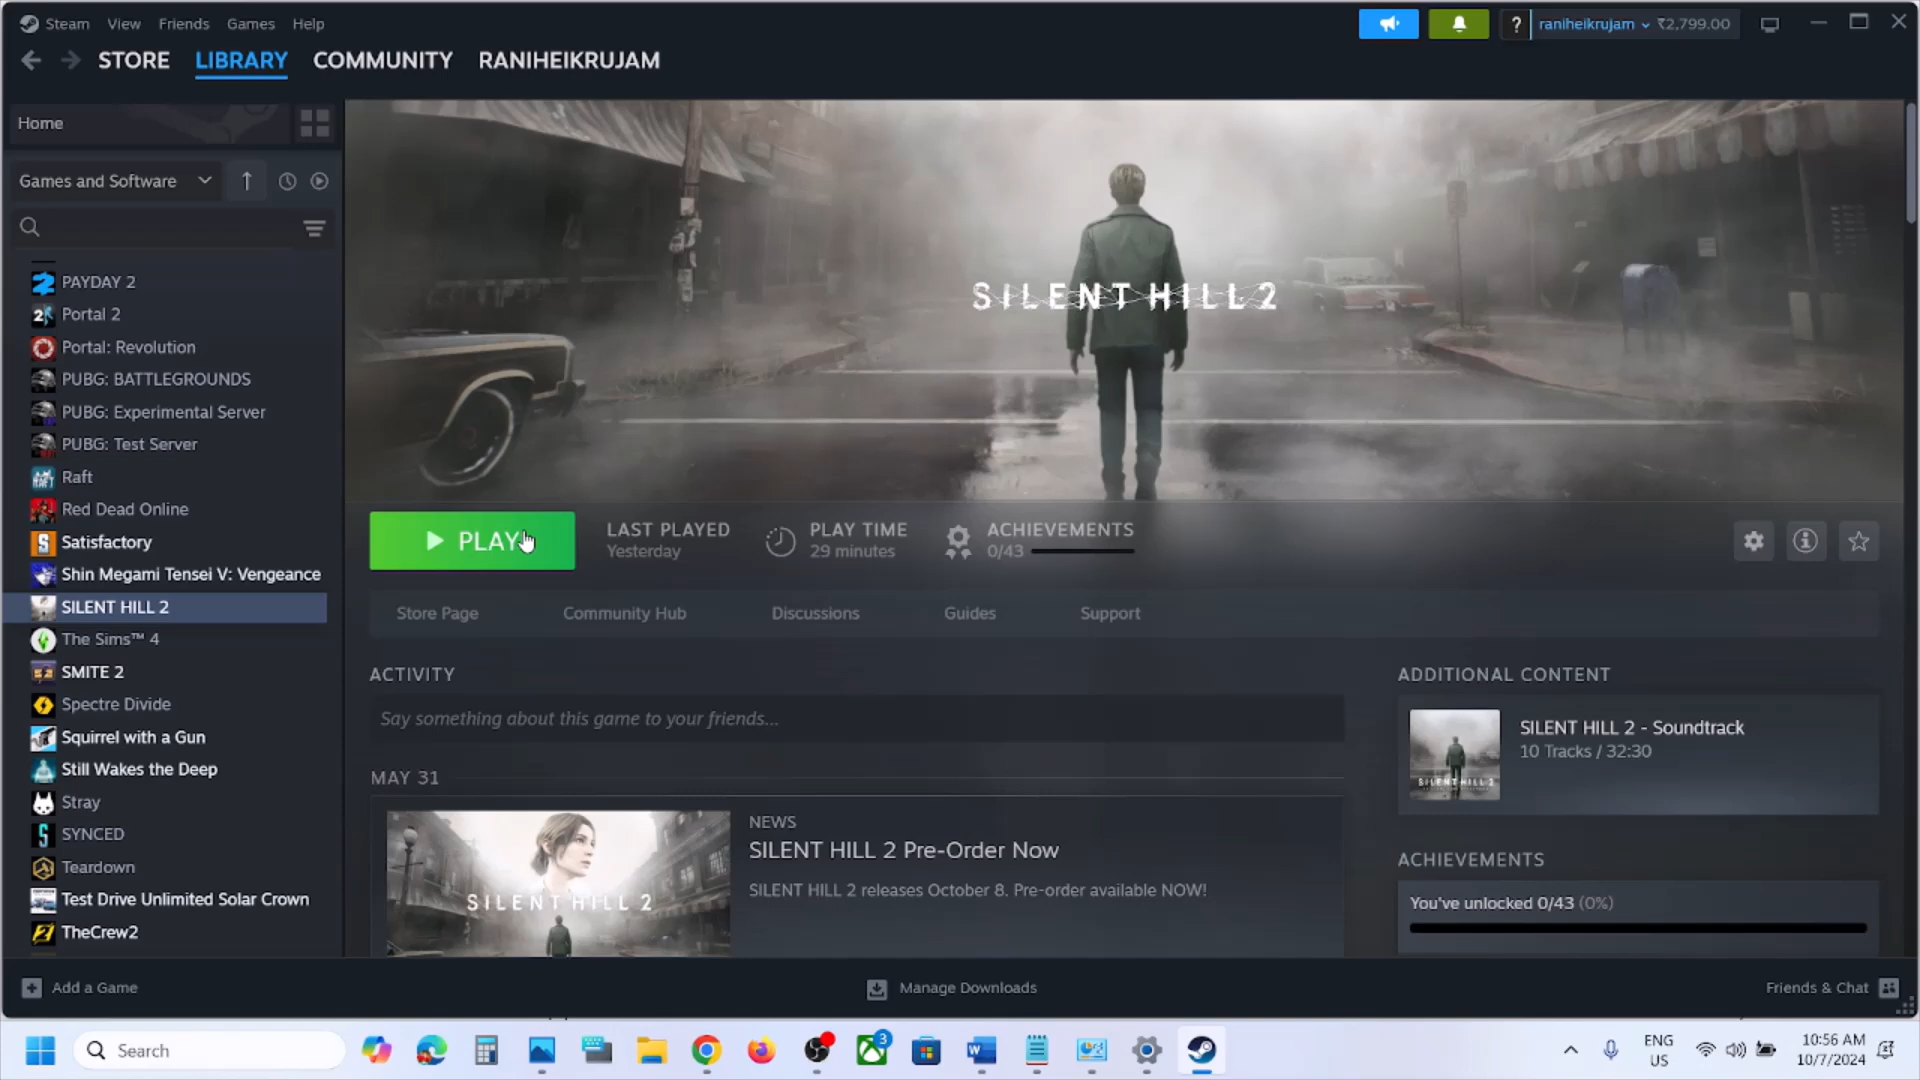 Steam View Friends Games Help
? raniheikrujam ₹2,799.00
STORE LIBRARY COMMUNITY RANIHEIKRUJAM
Home
Games and Software
PAYDAY 2
Portal 2
Portal: Revolution
PUBG: BATTLEGROUNDS
PUBG: Experimental Server
PUBG: Test Server
Raft
Red Dead Online
Satisfactory
Shin Megami Tensei V: Vengeance
SILENT HILL 2
The Sims™ 4
SMITE 2
Spectre Divide
Squirrel with a Gun
Still Wakes the Deep
Stray
SYNCED
Teardown
Test Drive Unlimited Solar Crown
TheCrew2
SILENT HILL 2
PLAY
LAST PLAYED
Yesterday
PLAY TIME
29 minutes
ACHIEVEMENTS
0/43
Store Page Community Hub Discussions Guides Support
ACTIVITY
Say something about this game to your friends...
MAY 31
SILENT HILL 2
NEWS
SILENT HILL 2 Pre-Order Now
SILENT HILL 2 releases October 8. Pre-order available NOW!
ADDITIONAL CONTENT
SILENT HILL 2
SILENT HILL 2 - Soundtrack
10 Tracks / 32:30
ACHIEVEMENTS
You've unlocked 0/43 (0%)
Add a Game
Manage Downloads
Friends & Chat
Search
3
ENG
US
10:56 AM
10/7/2024